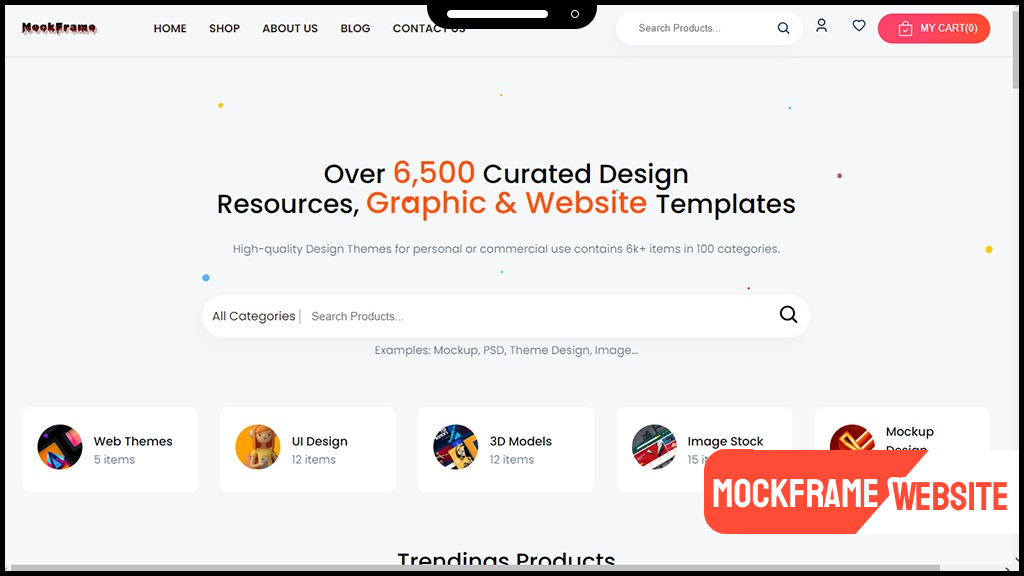 MockFrame
HOME SHOP ABOUT US BLOG CONTACT US
Search Products...
MY CART(0)
Over 6,500 Curated Design
Resources, Graphic & Website Templates
High-quality Design Themes for personal or commercial use contains 6k+ items in 100 categories.
All Categories Search Products...
Examples: Mockup, PSD, Theme Design, Image...
Web Themes
5 items
UI Design
12 items
3D Models
12 items
Image Stock
15
Mockup
Design
MOCKFRAME WEBSITE
Trendings Products